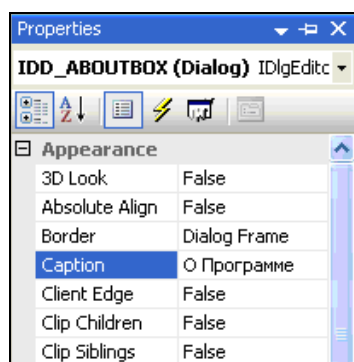 Properties
IDD_ABOUTBOX (Dialog) IDlgEditc
Appearance
3D Look False
Absolute Align False
Border Dialog Frame
Caption О Программе
Client Edge False
Clip Children False
Clip Siblings False